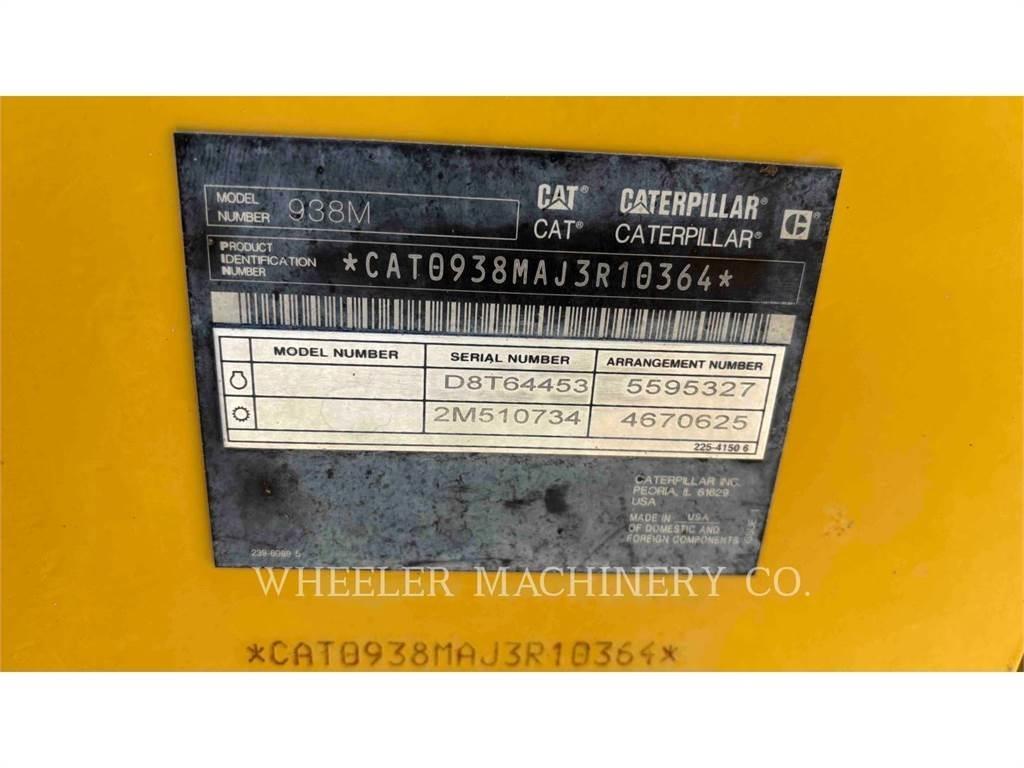 MODEL NUMBER 938M
CAT® CATERPILLAR® C®
CAT® CATERPILLAR®
PRODUCT IDENTIFICATION NUMBER *CAT0938MAJ3R10364*
MODEL NUMBER SERIAL NUMBER ARRANGEMENT NUMBER
D8T64453 5595327
2M510734 4670625
225-4150 6
CATERPILLAR INC.
PEORIA, IL 61629
USA
MADE IN USA
OF DOMESTIC AND
FOREIGN COMPONENTS
WHEELER MACHINERY CO.
*CAT0938MAJ3R10364*